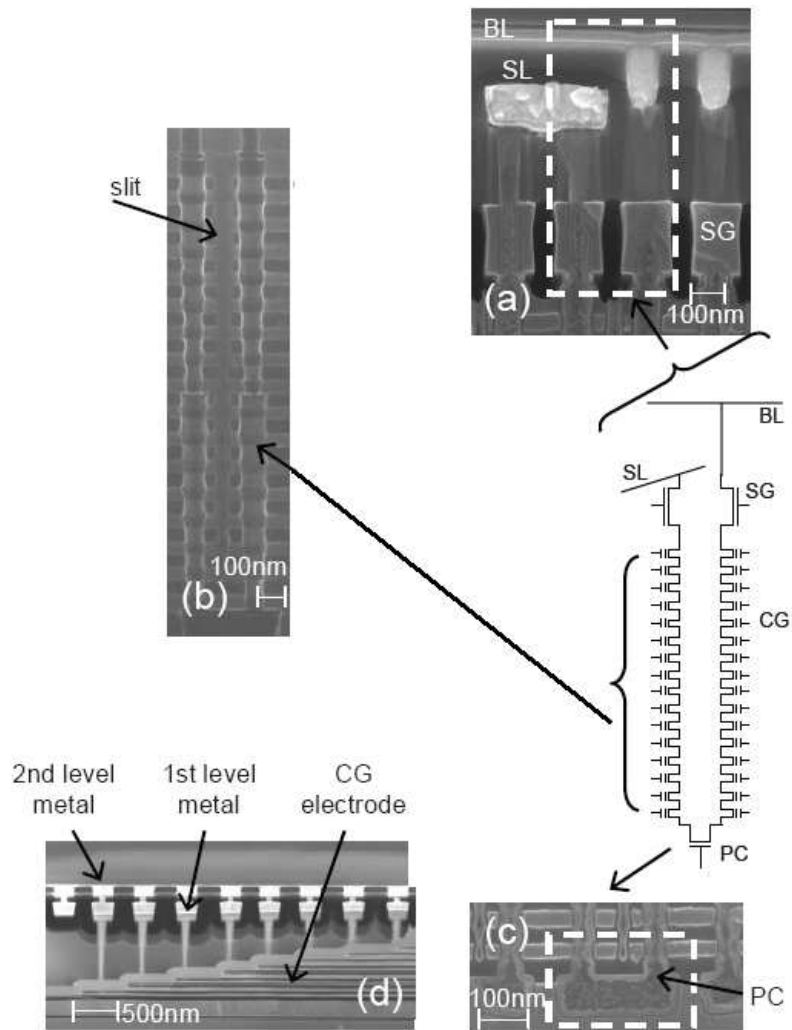 BL
SL
SG
(a)
100nm
slit
100nm
(b)
BL
SL
SG
CG
PC
2nd level
metal
1st level
metal
CG
electrode
(d)
500nm
(c)
100nm
PC